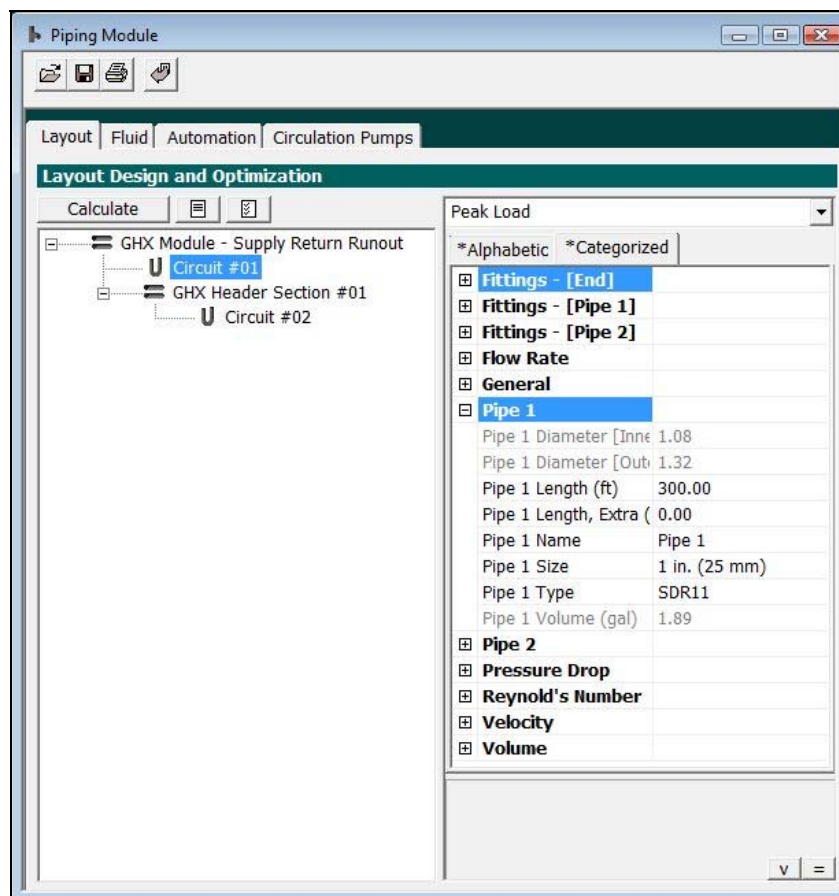 Piping Module
Layout Fluid Automation Circulation Pumps
Layout Design and Optimization
Calculate
Peak Load
GHX Module - Supply Return Runout
Circuit #01
GHX Header Section #01
Circuit #02
*Alphabetic *Categorized
Fittings - [End]
Fittings - [Pipe 1]
Fittings - [Pipe 2]
Flow Rate
General
Pipe 1
Pipe 1 Diameter [Inne 1.08
Pipe 1 Diameter [Out 1.32
Pipe 1 Length (ft) 300.00
Pipe 1 Length, Extra ( 0.00
Pipe 1 Name Pipe 1
Pipe 1 Size 1 in. (25 mm)
Pipe 1 Type SDR11
Pipe 1 Volume (gal) 1.89
Pipe 2
Pressure Drop
Reynold's Number
Velocity
Volume
v =